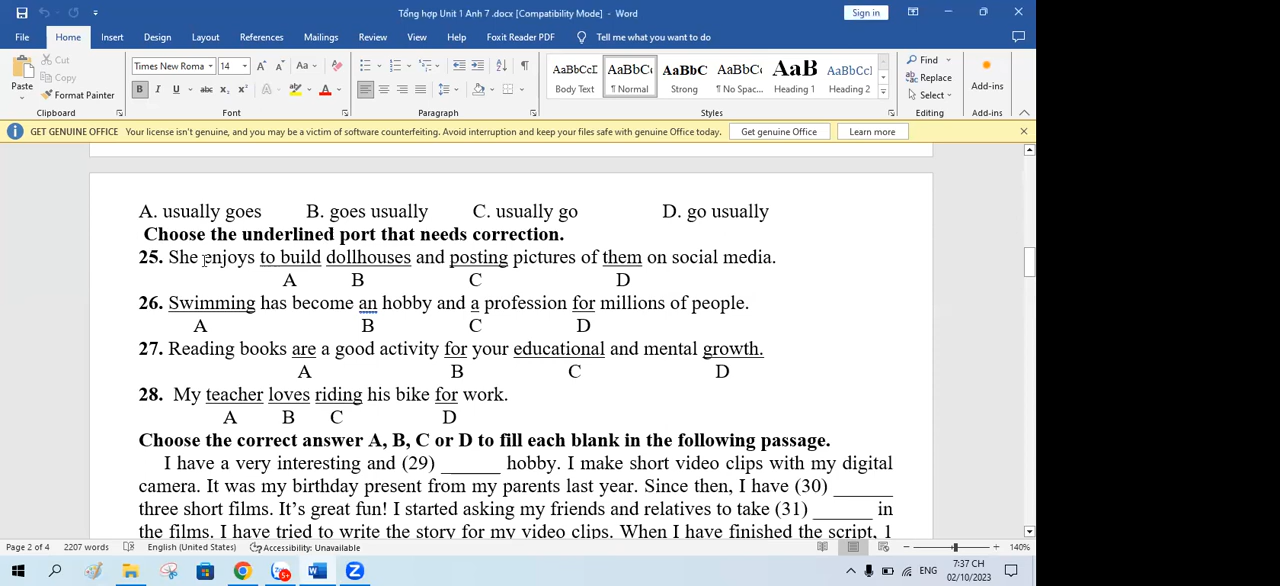 Tổng hợp Unit 1 Anh 7 .docx [Compatibility Mode] - Word
Sign in
File Home Insert Design Layout References Mailings Review View Help Foxit Reader PDF Tell me what you want to do
Paste
Cut
Copy
Format Painter
Clipboard
Times New Roma 14
Font
Paragraph
AaBbCcD Body Text
AaBbCc ¶ Normal
AaBbC Strong
AaBbCc ¶ No Spac...
AaB Heading 1
AaBbCc Heading 2
Styles
Find
Replace
Select
Editing
Add-ins
Add-ins
GET GENUINE OFFICE Your license isn't genuine, and you may be a victim of software counterfeiting. Avoid interruption and keep your files safe with genuine Office today. Get genuine Office Learn more
A. usually goes B. goes usually C. usually go D. go usually
Choose the underlined port that needs correction.
25. She enjoys to build dollhouses and posting pictures of them on social media.
A B C D
26. Swimming has become an hobby and a profession for millions of people.
A B C D
27. Reading books are a good activity for your educational and mental growth.
A B C D
28. My teacher loves riding his bike for work.
A B C D
Choose the correct answer A, B, C or D to fill each blank in the following passage.
I have a very interesting and (29) ______ hobby. I make short video clips with my digital
camera. It was my birthday present from my parents last year. Since then, I have (30) ______
three short films. It's great fun! I started asking my friends and relatives to take (31) ______ in
the films. I have tried to write the story for my video clips. When I have finished the script, 1
Page 2 of 4 2207 words English (United States) Accessibility: Unavailable 140%
ENG 7:37 CH
02/10/2023